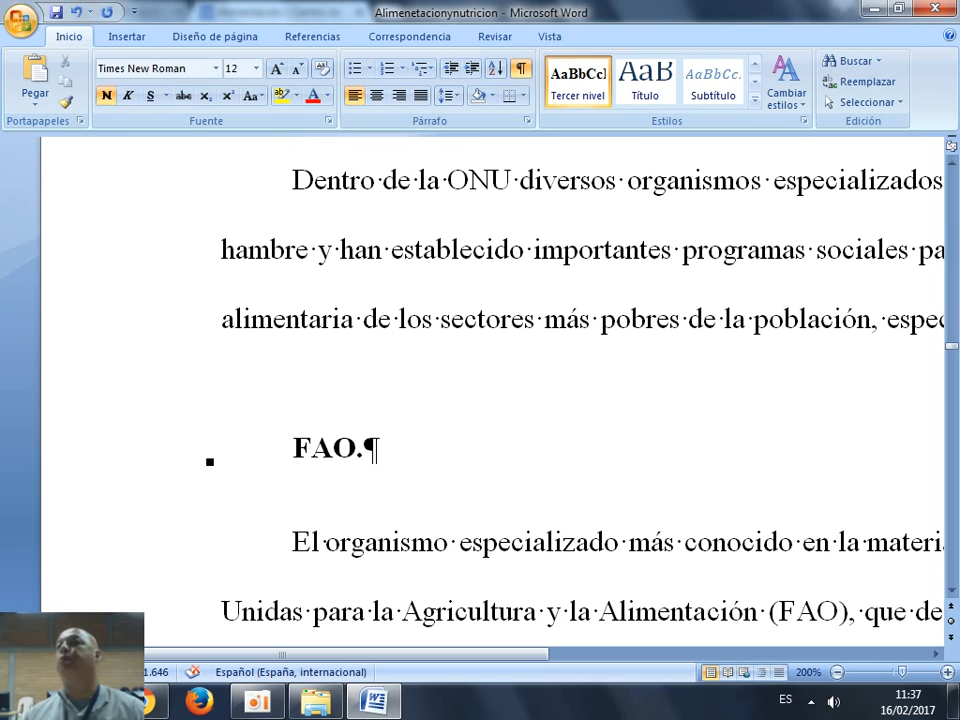 Alimenetacionynutricion - Microsoft Word
Inicio Insertar Diseño de página Referencias Correspondencia Revisar Vista
Pegar
Portapapeles
Times New Roman 12
N K S abc x₂ x² Aa
Fuente
Párrafo
AaBbCcI AaB AaBbCc.
Tercer nivel Título Subtítulo
Cambiar estilos
Estilos
Buscar
Reemplazar
Seleccionar
Edición
Dentro·de·la·ONU·diversos·organismos·especializados
hambre·y·han·establecido·importantes·programas·sociales·pa
alimentaria·de·los·sectores·más·pobres·de·la·población,·espec
FAO.¶
El·organismo·especializado·más·conocido·en·la·materi
Unidas·para·la·Agricultura·y·la·Alimentación·(FAO),·que·de
1.646 Español (España, internacional) 200%
ES 11:37
16/02/2017